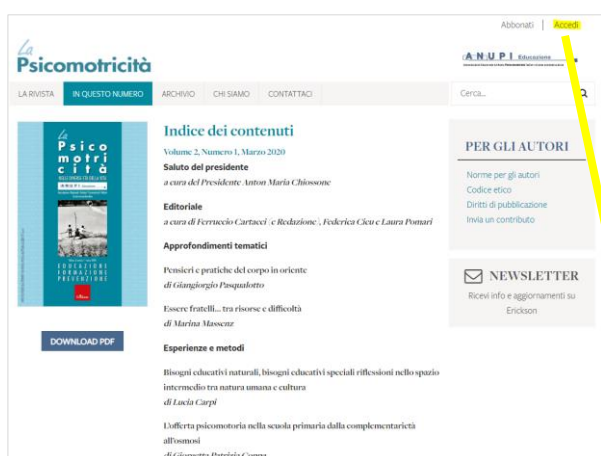 Abbonati | Accedi
La Psicomotricità
A·N·U·P·I Educazione
LA RIVISTA IN QUESTO NUMERO ARCHIVIO CHI SIAMO CONTATTACI Cerca...
La
Psico
motri
cità
A N U P I
EDUCAZIONE
FORMAZIONE
PREVENZIONE
DOWNLOAD PDF
Indice dei contenuti
Volume 2, Numero 1, Marzo 2020
Saluto del presidente
a cura del Presidente Anton Maria Chiossone
Editoriale
a cura di Ferruccio Cartacci (e Redazione), Federica Cicu e Laura Pomari
Approfondimenti tematici
Pensieri e pratiche del corpo in oriente
di Giangiorgio Pasqualotto
Essere fratelli... tra risorse e difficoltà
di Marina Massenz
Esperienze e metodi
Bisogni educativi naturali, bisogni educativi speciali riflessioni nello spazio
intermedio tra natura umana e cultura
di Lucia Carpi
L'offerta psicomotoria nella scuola primaria dalla complementarietà
all'osmosi
di Giorgetta Patrizia Coppa
PER GLI AUTORI
Norme per gli autori
Codice etico
Diritti di pubblicazione
Invia un contributo
NEWSLETTER
Ricevi info e aggiornamenti su
Erickson